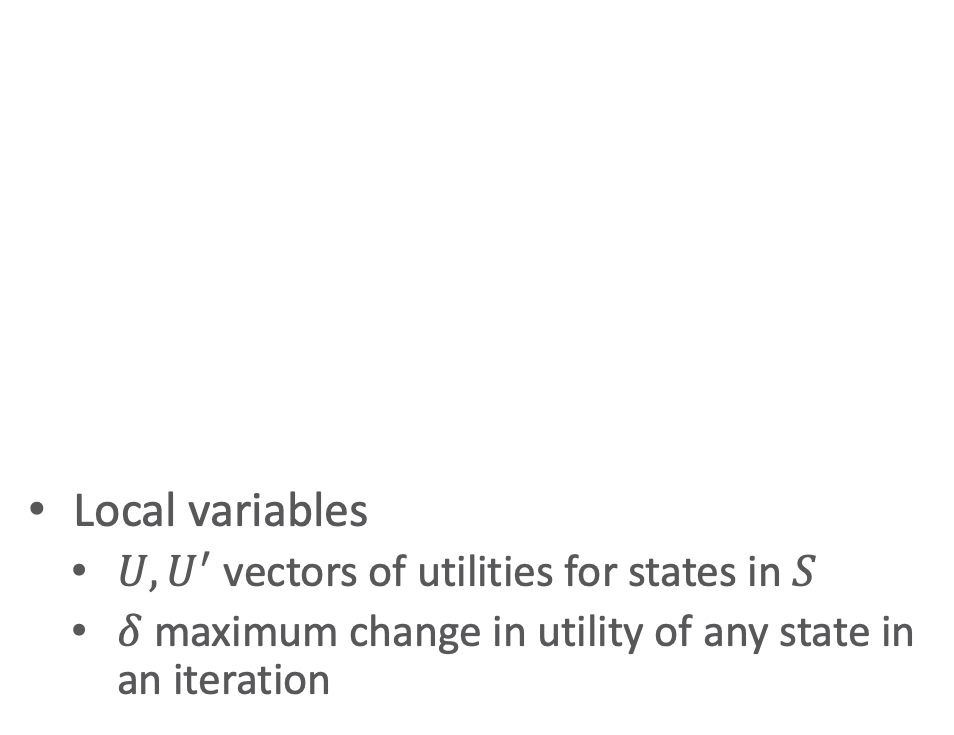 • Local variables
• U, U′ vectors of utilities for states in S
• δ maximum change in utility of any state in
an iteration